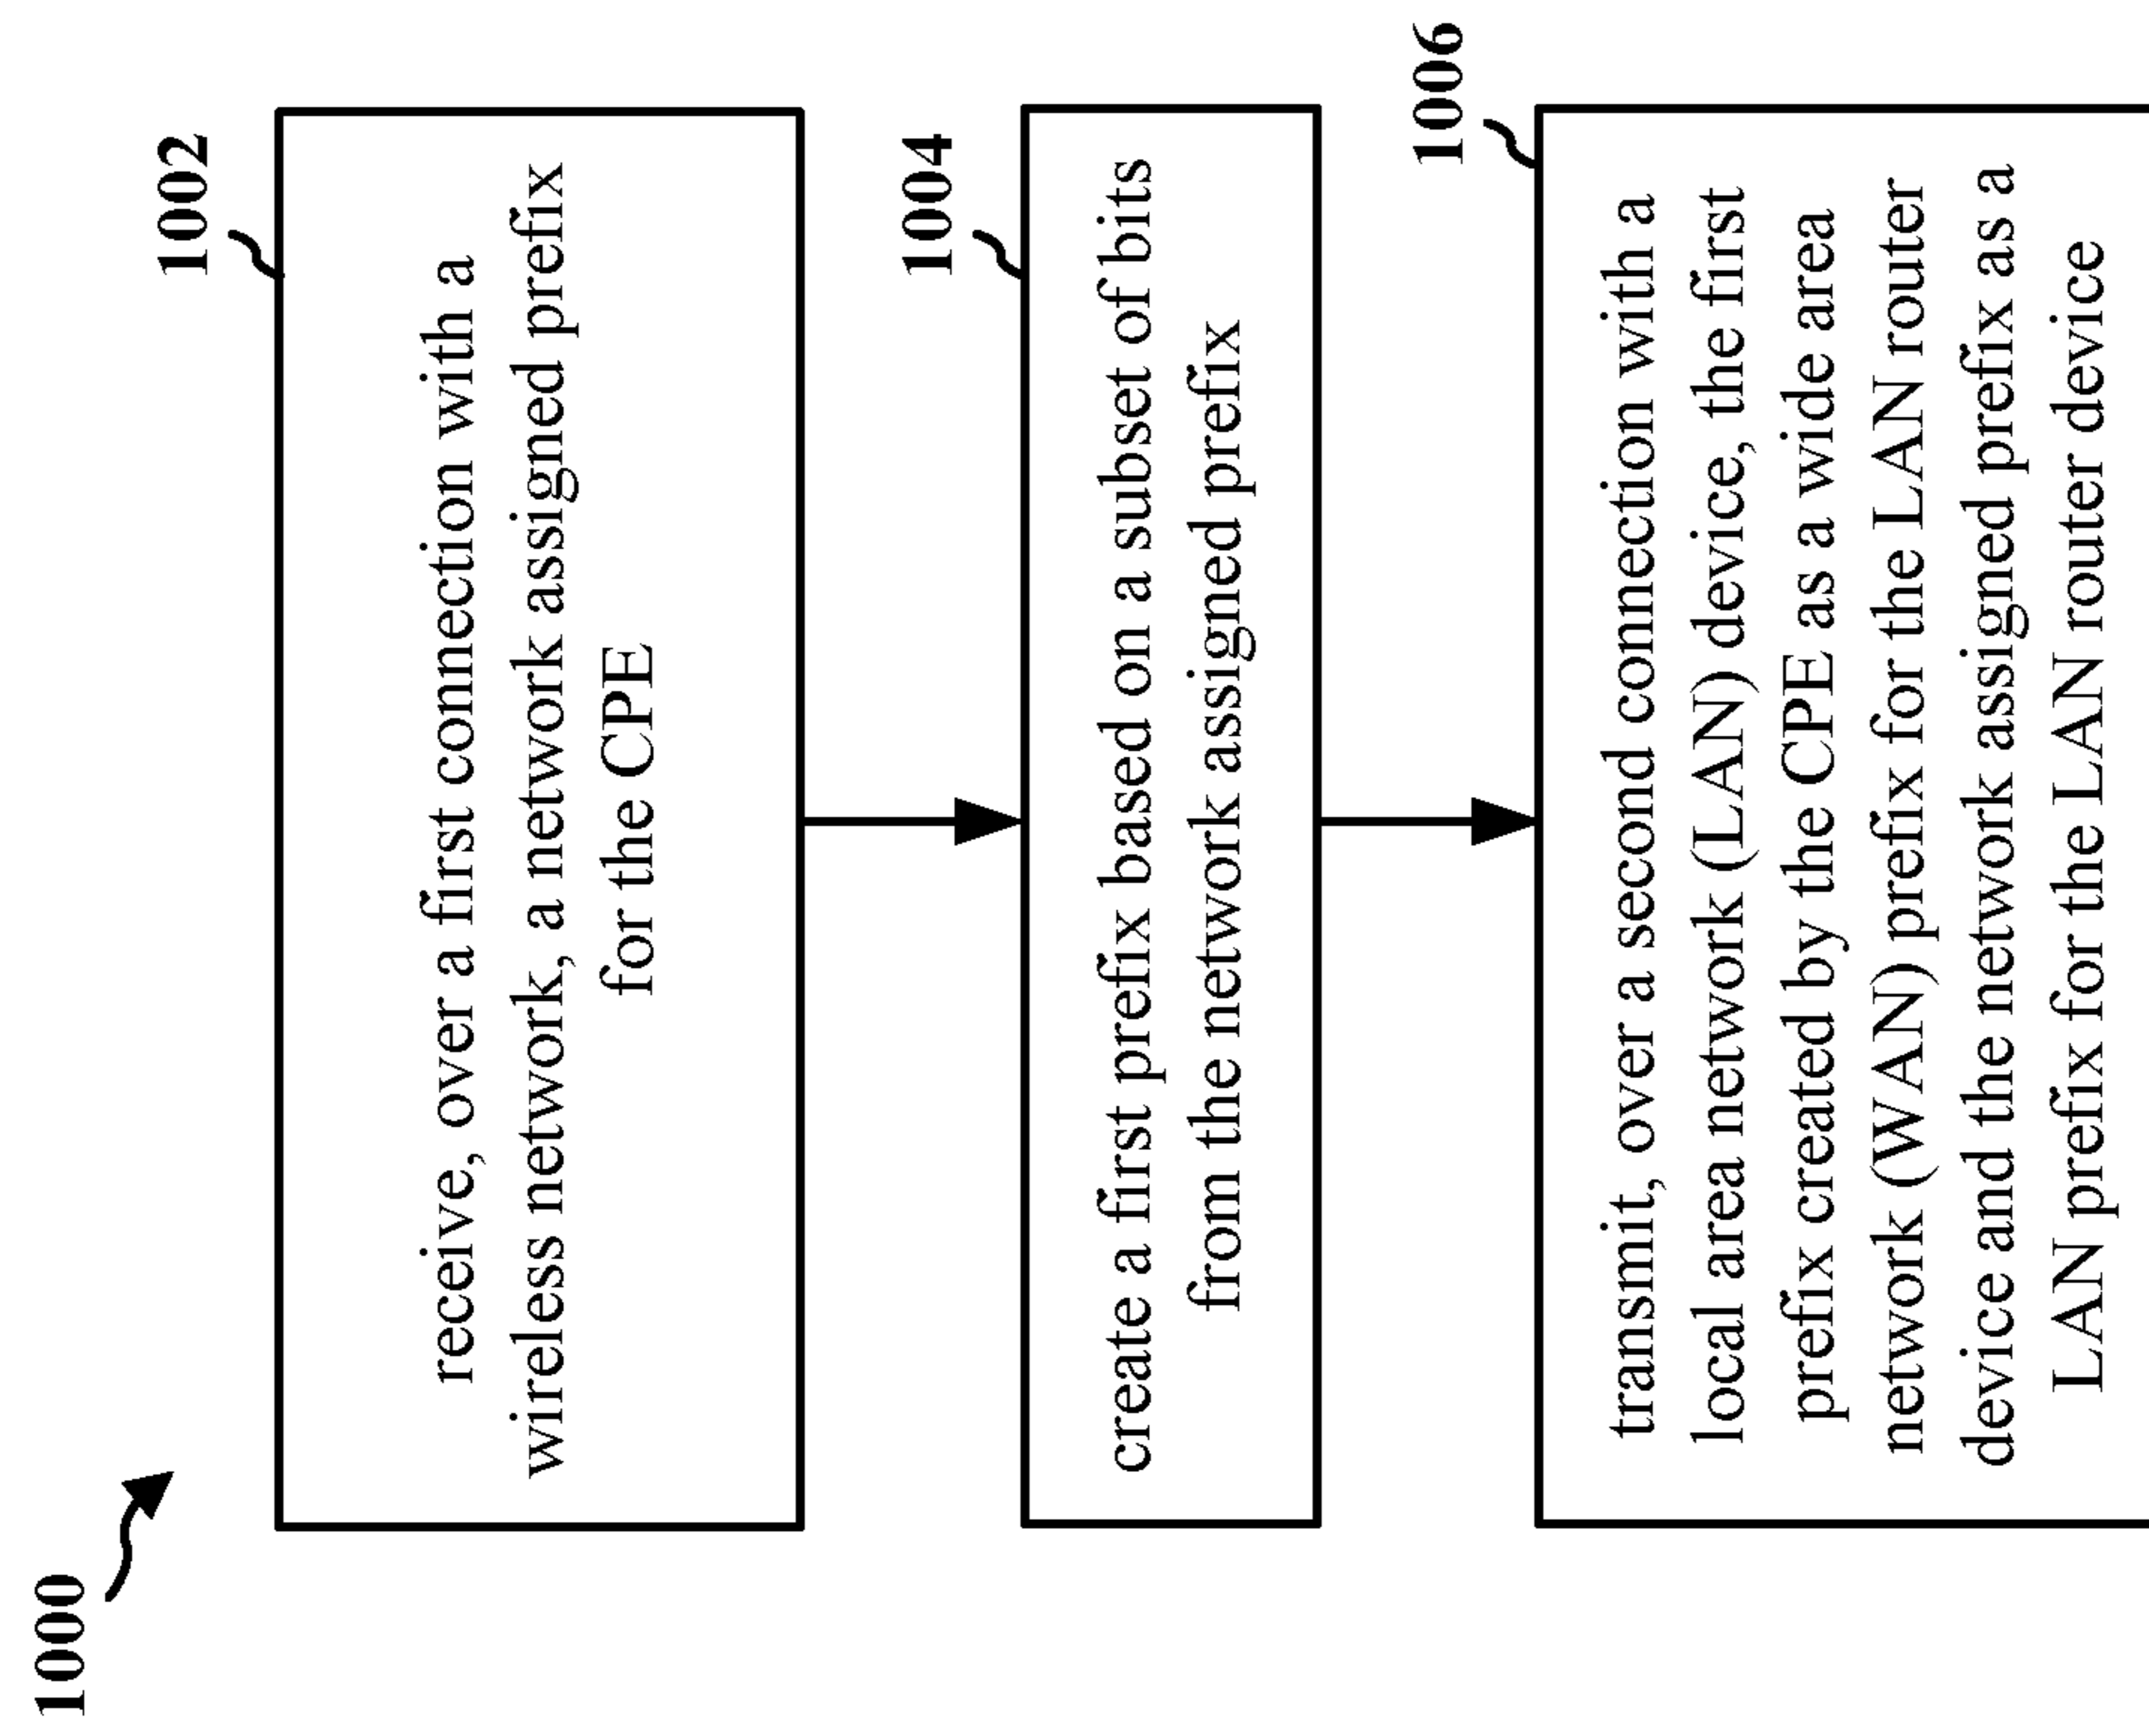 1000
1002
receive, over a first connection with a
wireless network, a network assigned prefix
for the CPE
1004
create a first prefix based on a subset of bits
from the network assigned prefix
1006
transmit, over a second connection with a
local area network (LAN) device, the first
prefix created by the CPE as a wide area
network (WAN) prefix for the LAN router
device and the network assigned prefix as a
LAN prefix for the LAN router device